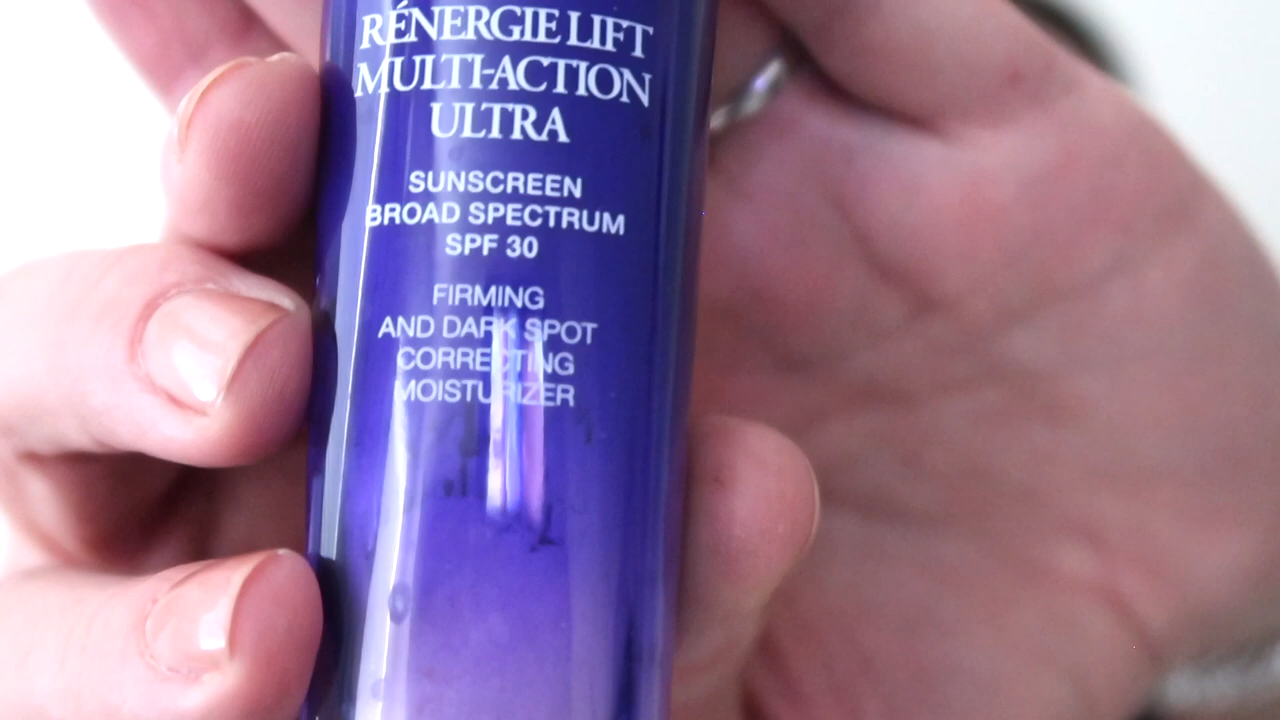 RÉNERGIE LIFT
MULTI-ACTION
ULTRA
SUNSCREEN
BROAD SPECTRUM
SPF 30
FIRMING
AND DARK SPOT
CORRECTING
MOISTURIZER